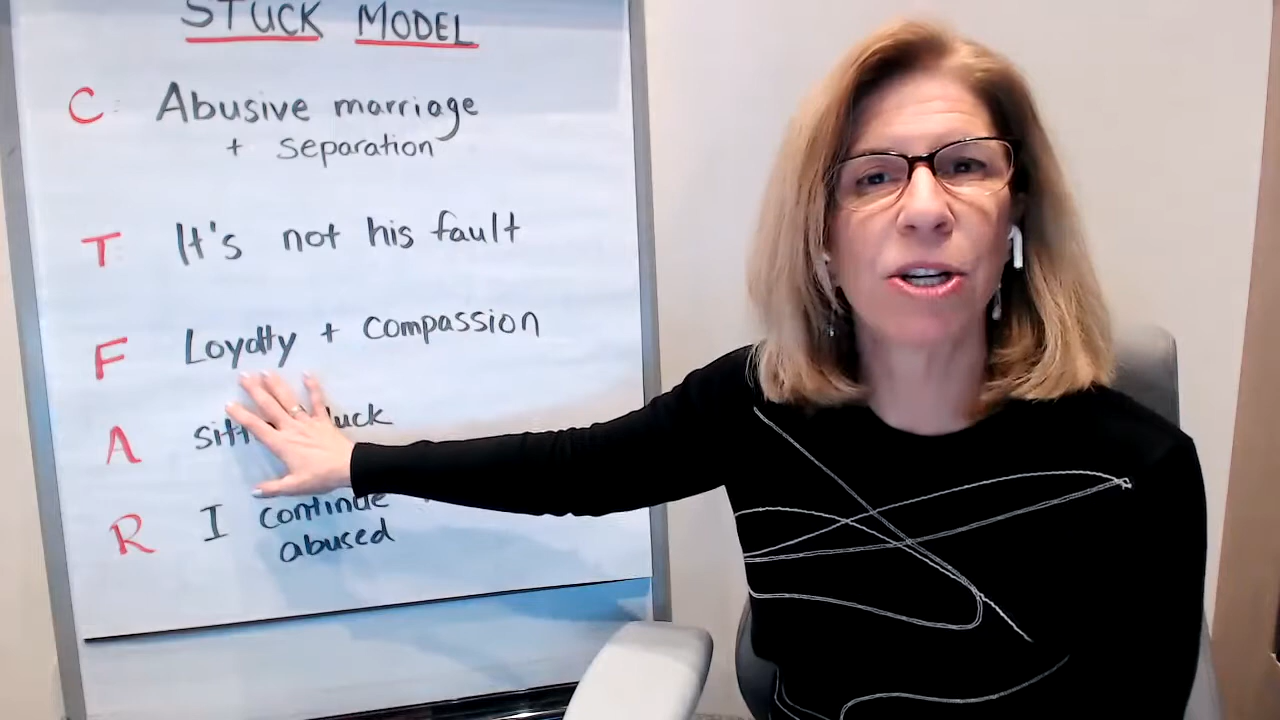 STUCK MODEL
C: Abusive marriage
+ separation
T: It's not his fault
F Loyalty + compassion
A
R I continue
abused